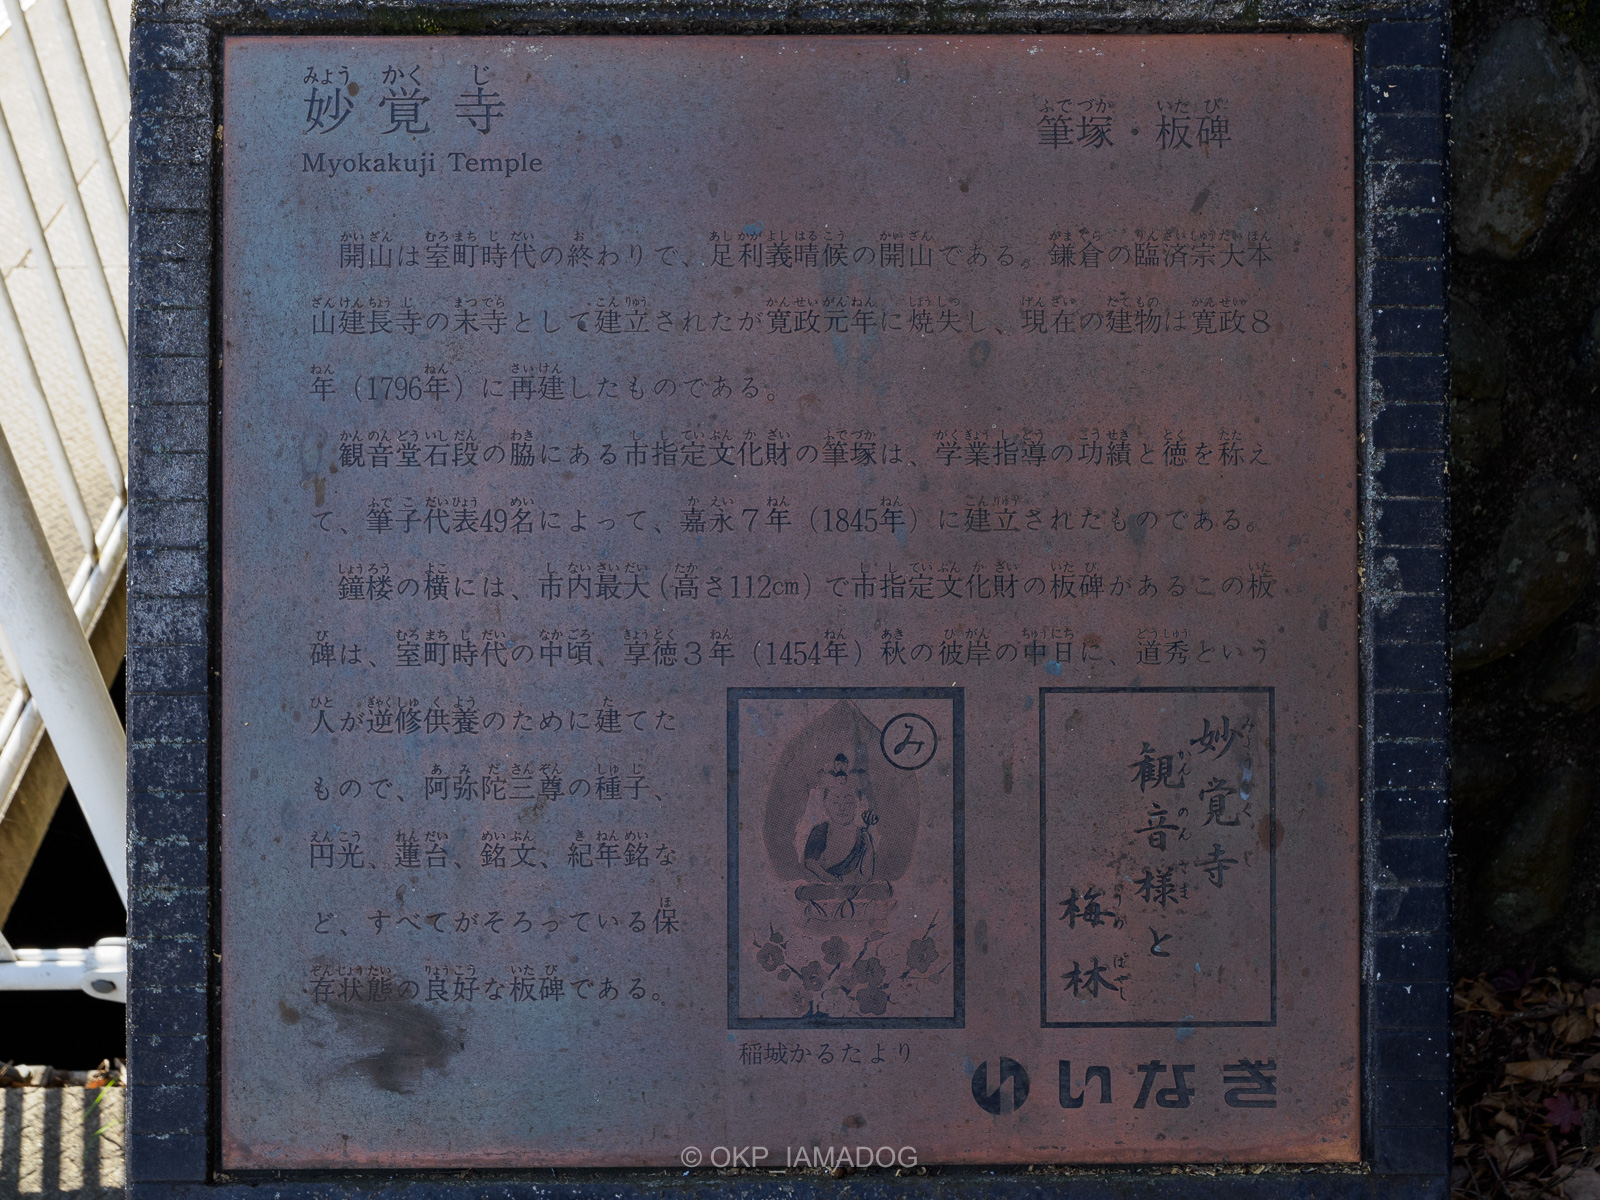 妙覚寺
Myokakuji Temple
筆塚・板碑
開山は室町時代の終わりで、足利義晴候の開山である。鎌倉の臨済宗大本
山建長寺の末寺として建立されたが寛政元年に焼失し、現在の建物は寛政８
年（1796年）に再建したものである。
観音堂石段の脇にある市指定文化財の筆塚は、学業指導の功績と徳を称え
て、筆子代表49名によって、嘉永７年（1845年）に建立されたものである。
鐘楼の横には、市内最大（高さ112cm）で市指定文化財の板碑があるこの板
碑は、室町時代の中頃、享徳３年（1454年）秋の彼岸の中日に、道秀という
人が逆修供養のために建てた
もので、阿弥陀三尊の種子、
円光、蓮台、銘文、紀年銘な
ど、すべてがそろっている保
存状態の良好な板碑である。
み
妙覚寺
観音様と
梅林
稲城かるたより
いなぎ
© OKP_IAMADOG